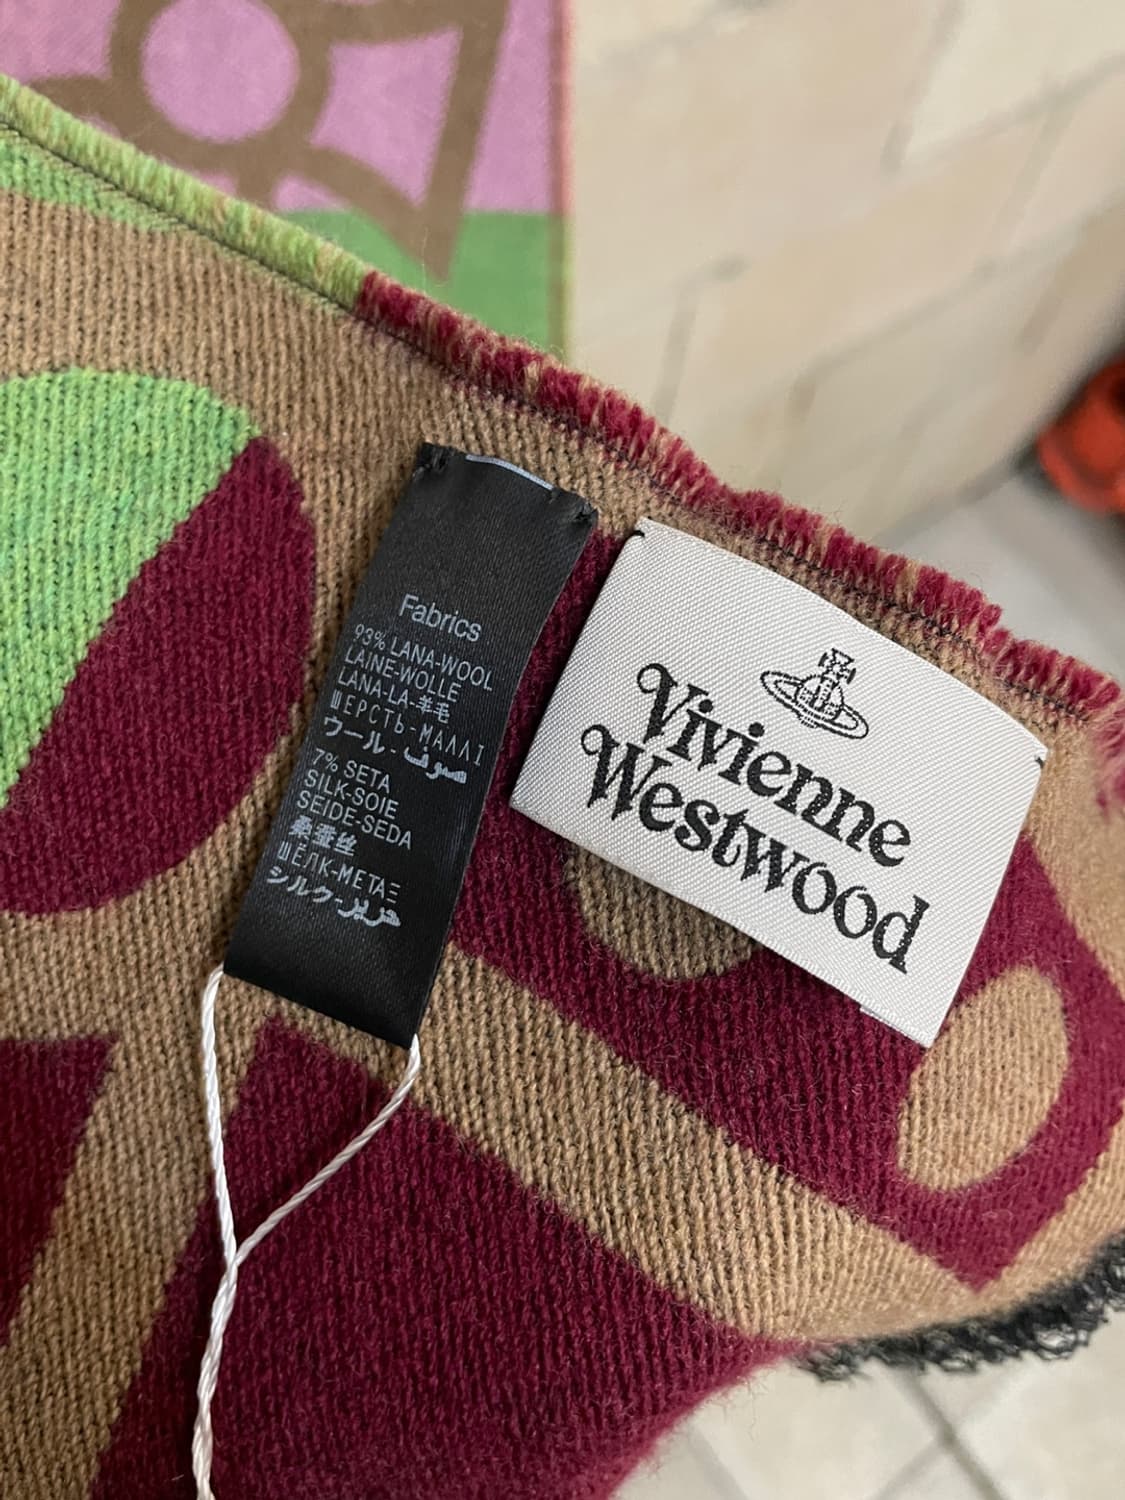 Fabrics
93% LANA-WOOL
LAINE-WOLLE
LANA-LA-羊毛
ШЕРСТЬ-ΜΑΛΛΙ
ウール-صوف
7% SETA
SILK-SOIE
SEIDE-SEDA
桑蚕丝
ШЁЛК-ΜΕΤΑΞ
シルク-حرير
Vivienne
Westwood